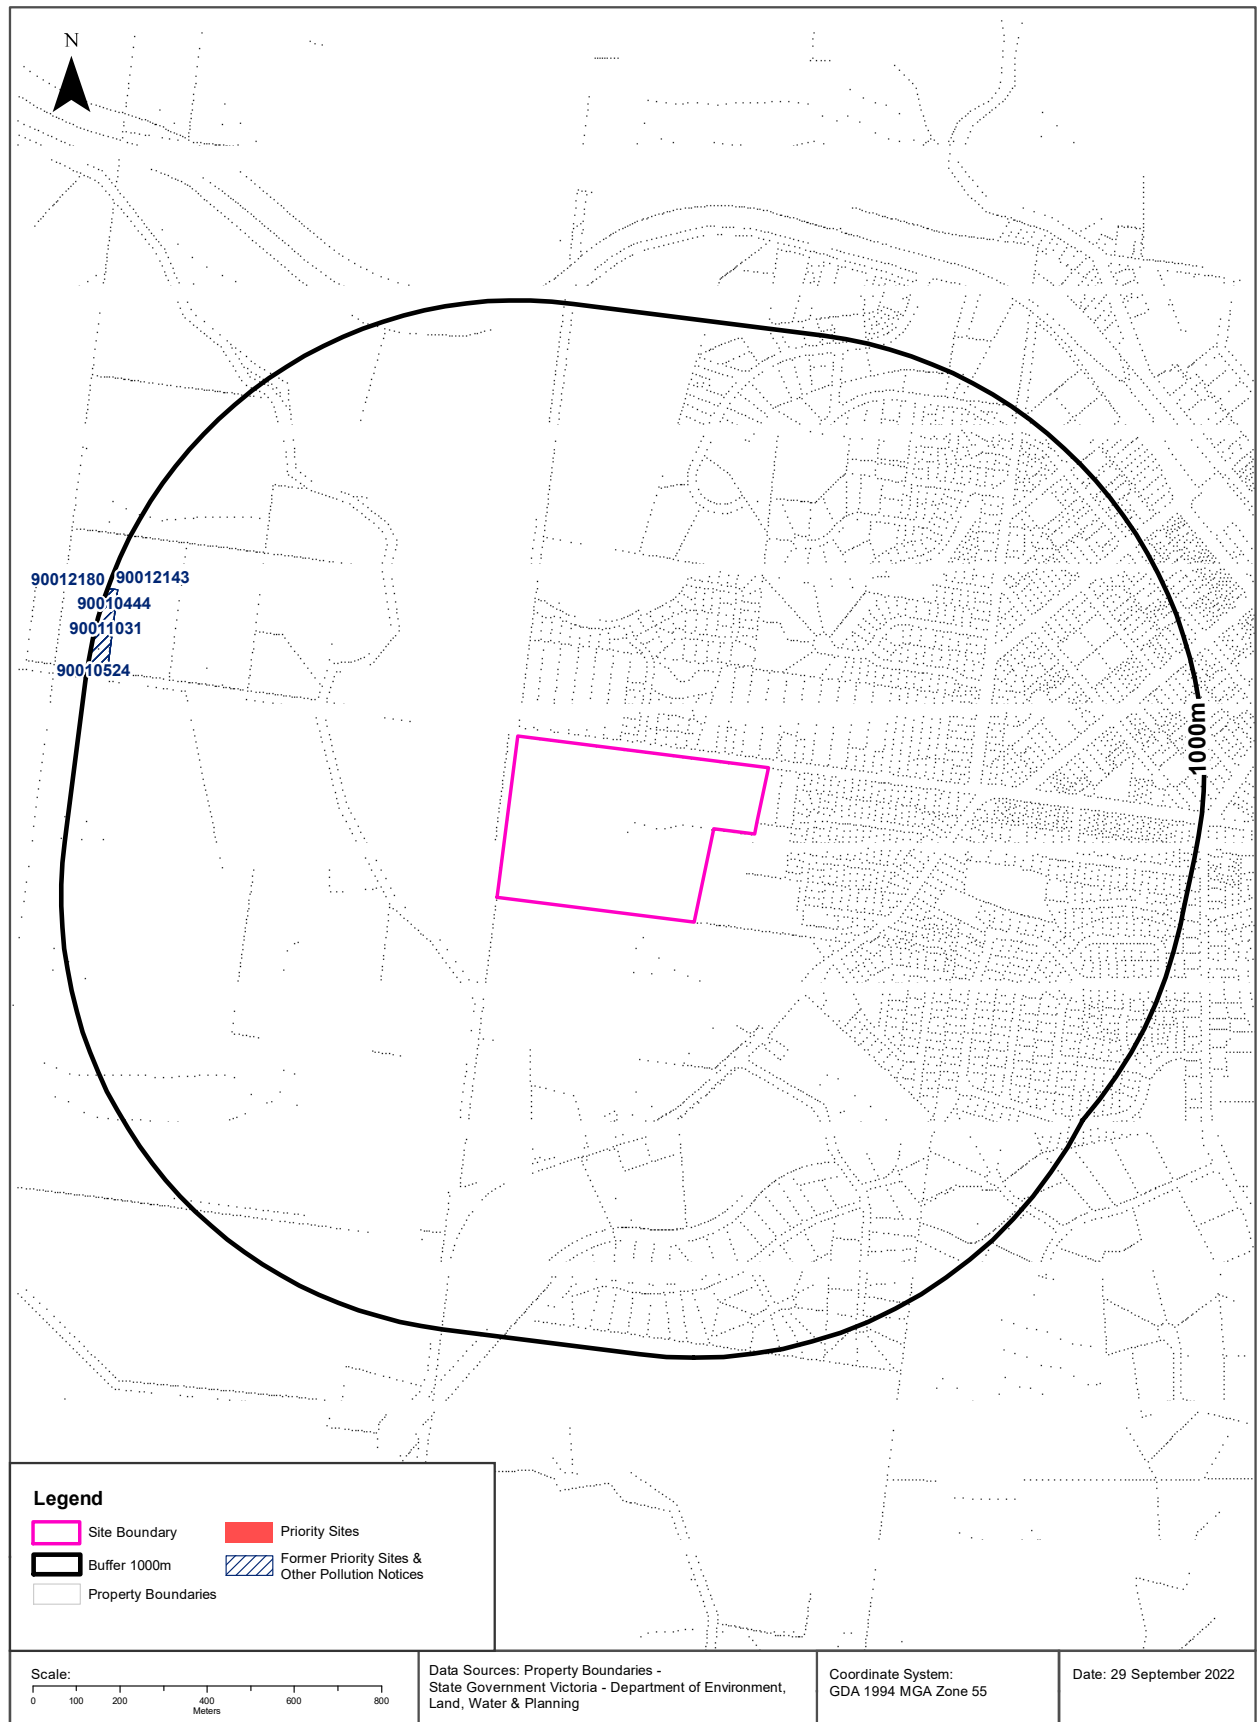 N
90012180 90012143
90010444
90011031
90010524
1000m
Legend
Site Boundary
Priority Sites
Buffer 1000m
Former Priority Sites &
Other Pollution Notices
Property Boundaries
Scale:
0 100 200 400 600 800
Meters
Data Sources: Property Boundaries -
State Government Victoria - Department of Environment,
Land, Water & Planning
Coordinate System:
GDA 1994 MGA Zone 55
Date: 29 September 2022